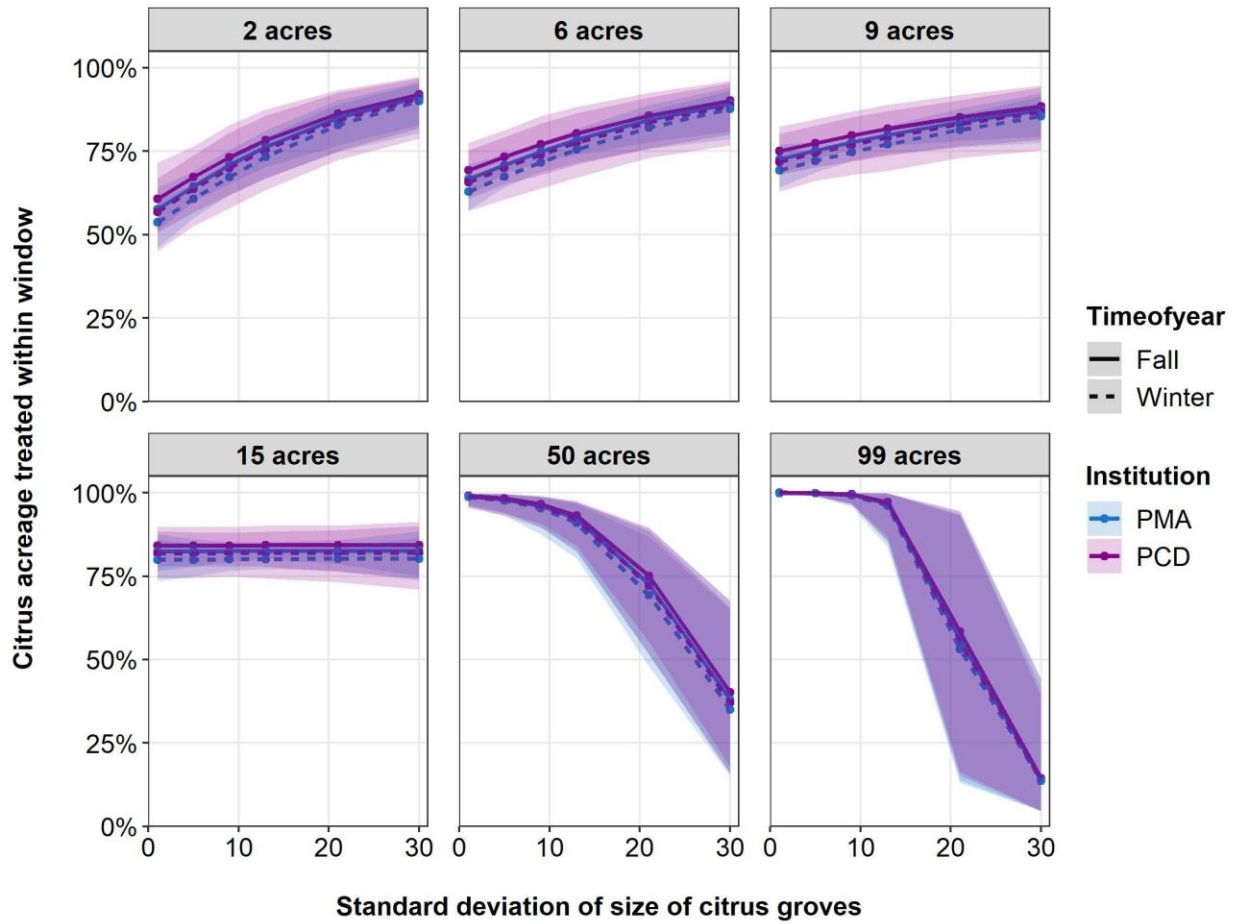 2 acres 6 acres 9 acres
100%
75%
50%
25%
0%
15 acres 50 acres 99 acres
100%
75%
50%
25%
0%
0 10 20 30 0 10 20 30 0 10 20 30
Standard deviation of size of citrus groves
Citrus acreage treated within window
Timeofyear
Fall
Winter
Institution
PMA
PCD